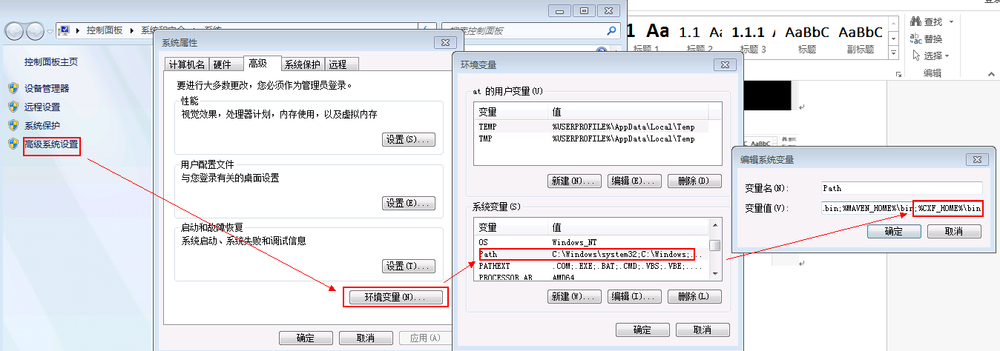 控制面板
系统和安全
系统
搜索控制面板
控制面板主页
设备管理器
远程设置
系统保护
高级系统设置
系统属性
计算机名 硬件 高级 系统保护 远程
要进行大多数更改，您必须作为管理员登录。
性能
视觉效果，处理器计划，内存使用，以及虚拟内存
设置(S)...
用户配置文件
与您登录有关的桌面设置
设置(E)...
启动和故障恢复
系统启动、系统失败和调试信息
设置(T)...
环境变量(N)...
确定 取消 应用(A)
环境变量
at 的用户变量(U)
变量 值
TEMP %USERPROFILE%\AppData\Local\Temp
TMP %USERPROFILE%\AppData\Local\Temp
新建(N)... 编辑(E)... 删除(D)
系统变量(S)
变量 值
OS Windows_NT
Path C:\Windows\system32;C:\Windows;...
PATHEXT .COM;.EXE;.BAT;.CMD;.VBS;.VBE;....
PROCESSOR_AR AMD64
新建(W)... 编辑(I)... 删除(L)
确定 取消
1 Aa 1.1 Aa 1.1.1 AaBbC AaBbC
标题 1 标题 2 标题 3 标题 副标题
查找
替换
选择
编辑
编辑系统变量
变量名(N): Path
变量值(V): .bin;%MAVEN_HOME%\bin;%CXF_HOME%\bin
确定 取消